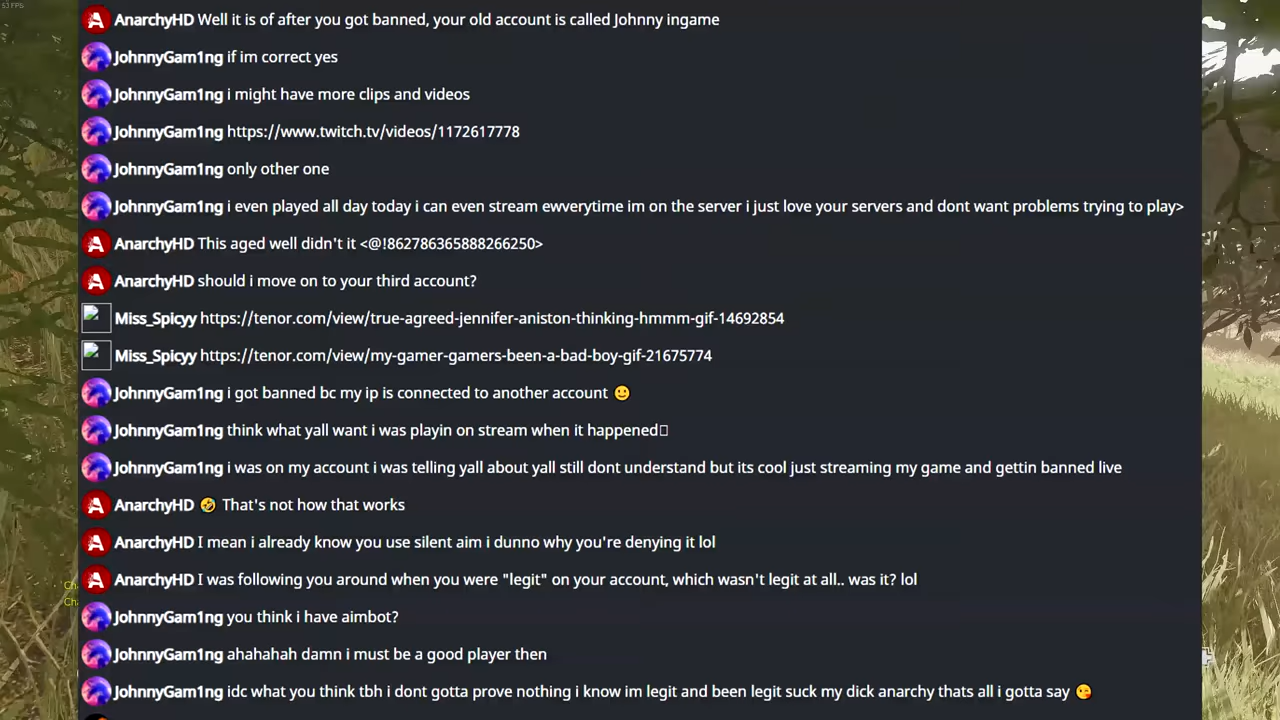 53 FPS
AnarchyHD Well it is of after you got banned, your old account is called Johnny ingame
JohnnyGam1ng if im correct yes
JohnnyGam1ng i might have more clips and videos
JohnnyGam1ng https://www.twitch.tv/videos/1172617778
JohnnyGam1ng only other one
JohnnyGam1ng i even played all day today i can even stream ewverytime im on the server i just love your servers and dont want problems trying to play>
AnarchyHD This aged well didn't it <@!862786365888266250>
AnarchyHD should i move on to your third account?
Miss_Spicyy https://tenor.com/view/true-agreed-jennifer-aniston-thinking-hmmm-gif-14692854
Miss_Spicyy https://tenor.com/view/my-gamer-gamers-been-a-bad-boy-gif-21675774
JohnnyGam1ng i got banned bc my ip is connected to another account 🙂
JohnnyGam1ng think what yall want i was playin on stream when it happened
JohnnyGam1ng i was on my account i was telling yall about yall still dont understand but its cool just streaming my game and gettin banned live
AnarchyHD 🤣 That's not how that works
AnarchyHD I mean i already know you use silent aim i dunno why you're denying it lol
AnarchyHD I was following you around when you were "legit" on your account, which wasn't legit at all.. was it? lol
JohnnyGam1ng you think i have aimbot?
JohnnyGam1ng ahahahah damn i must be a good player then
JohnnyGam1ng idc what you think tbh i dont gotta prove nothing i know im legit and been legit suck my dick anarchy thats all i gotta say 😘